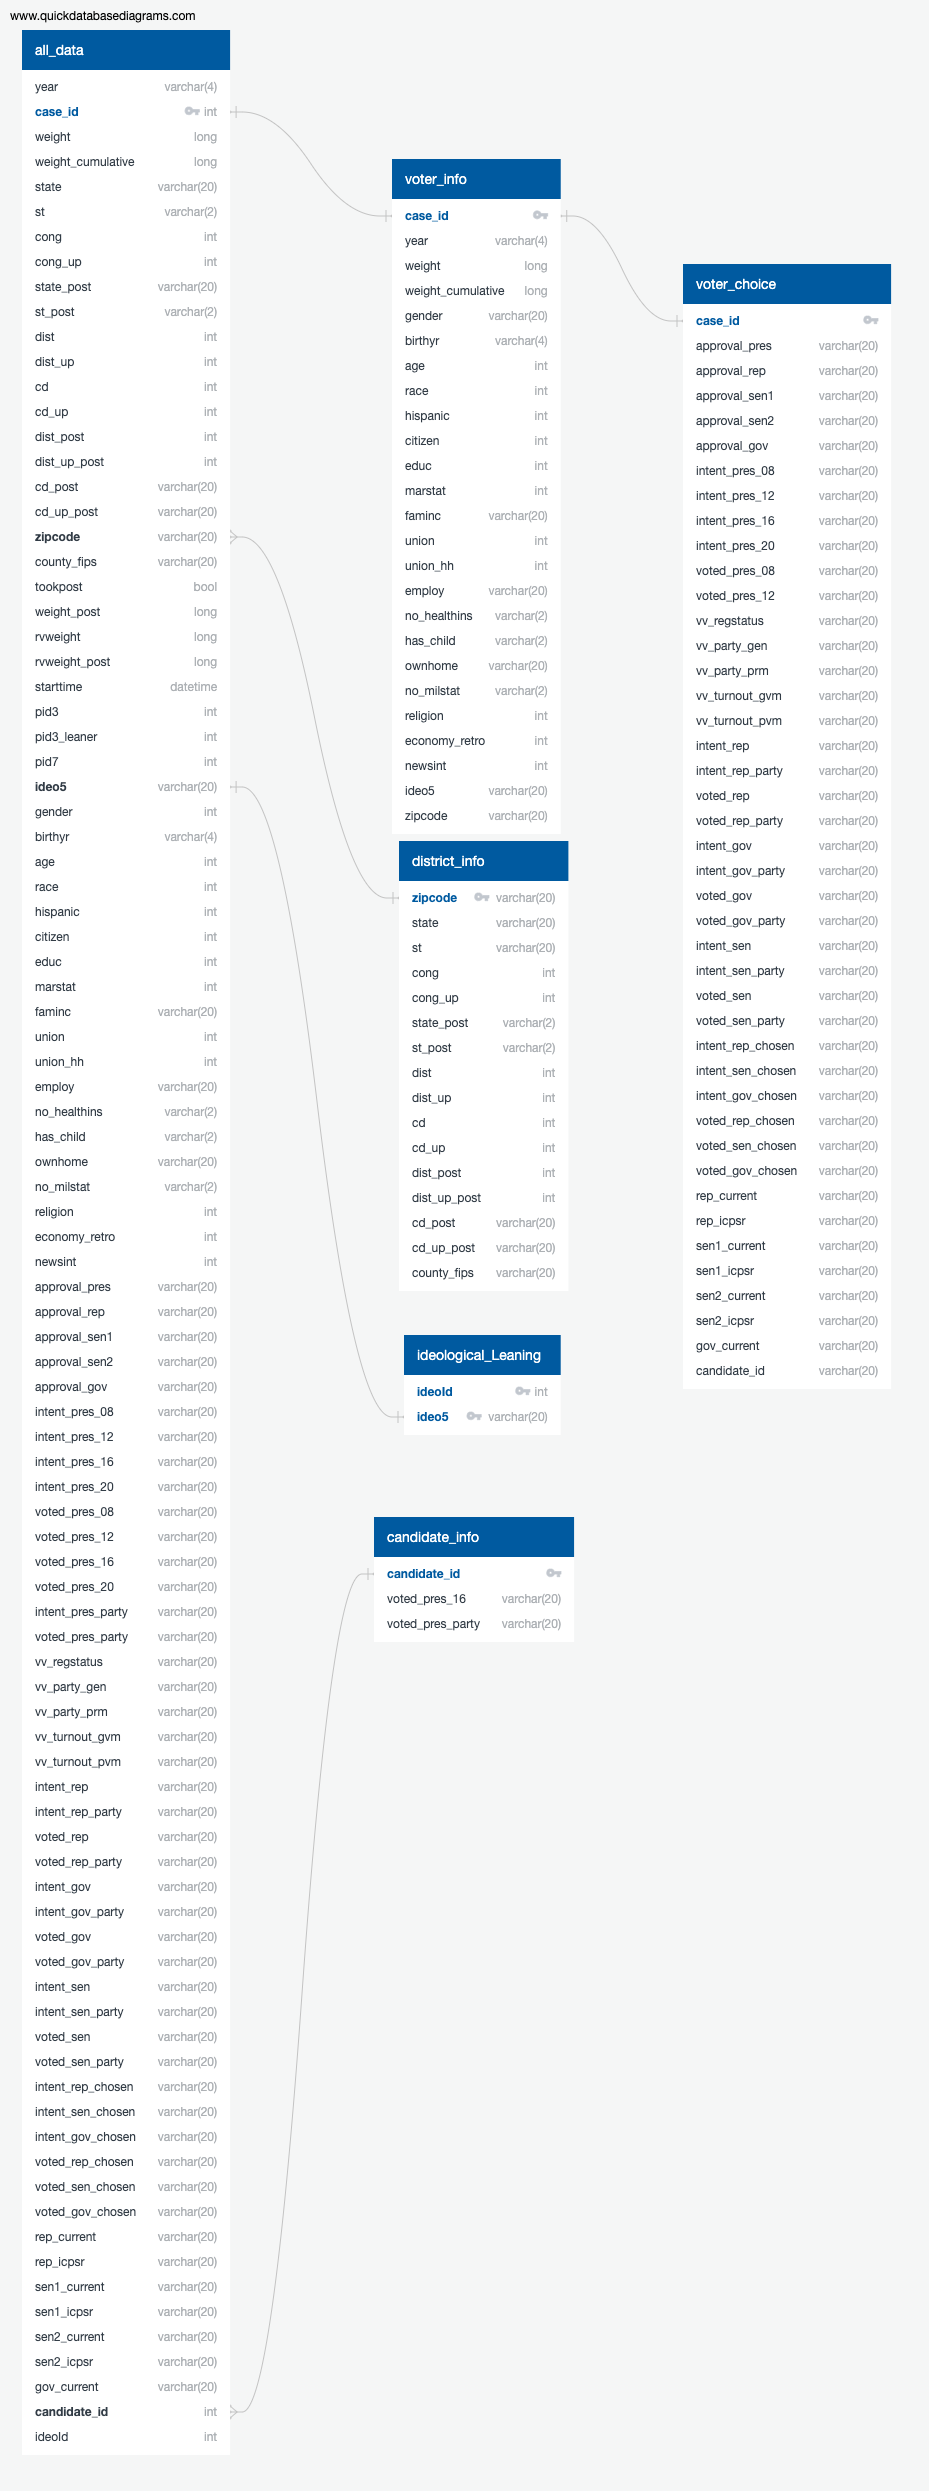 www.quickdatabasediagrams.com
all_data
year varchar(4)
case_id int
weight long
weight_cumulative long
state varchar(20)
st varchar(2)
cong int
cong_up int
state_post varchar(20)
st_post varchar(2)
dist int
dist_up int
cd int
cd_up int
dist_post int
dist_up_post int
cd_post varchar(20)
cd_up_post varchar(20)
zipcode varchar(20)
county_fips varchar(20)
tookpost bool
weight_post long
rvweight long
rvweight_post long
starttime datetime
pid3 int
pid3_leaner int
pid7 int
ideo5 varchar(20)
gender int
birthyr varchar(4)
age int
race int
hispanic int
citizen int
educ int
marstat int
faminc varchar(20)
union int
union_hh int
employ varchar(20)
no_healthins varchar(2)
has_child varchar(2)
ownhome varchar(20)
no_milstat varchar(2)
religion int
economy_retro int
newsint int
approval_pres varchar(20)
approval_rep varchar(20)
approval_sen1 varchar(20)
approval_sen2 varchar(20)
approval_gov varchar(20)
intent_pres_08 varchar(20)
intent_pres_12 varchar(20)
intent_pres_16 varchar(20)
intent_pres_20 varchar(20)
voted_pres_08 varchar(20)
voted_pres_12 varchar(20)
voted_pres_16 varchar(20)
voted_pres_20 varchar(20)
intent_pres_party varchar(20)
voted_pres_party varchar(20)
vv_regstatus varchar(20)
vv_party_gen varchar(20)
vv_party_prm varchar(20)
vv_turnout_gvm varchar(20)
vv_turnout_pvm varchar(20)
intent_rep varchar(20)
intent_rep_party varchar(20)
voted_rep varchar(20)
voted_rep_party varchar(20)
intent_gov varchar(20)
intent_gov_party varchar(20)
voted_gov varchar(20)
voted_gov_party varchar(20)
intent_sen varchar(20)
intent_sen_party varchar(20)
voted_sen varchar(20)
voted_sen_party varchar(20)
intent_rep_chosen varchar(20)
intent_sen_chosen varchar(20)
intent_gov_chosen varchar(20)
voted_rep_chosen varchar(20)
voted_sen_chosen varchar(20)
voted_gov_chosen varchar(20)
rep_current varchar(20)
rep_icpsr varchar(20)
sen1_current varchar(20)
sen1_icpsr varchar(20)
sen2_current varchar(20)
sen2_icpsr varchar(20)
gov_current varchar(20)
candidate_id int
ideoId int
voter_info
case_id
year varchar(4)
weight long
weight_cumulative long
gender varchar(20)
birthyr varchar(4)
age int
race int
hispanic int
citizen int
educ int
marstat int
faminc varchar(20)
union int
union_hh int
employ varchar(20)
no_healthins varchar(2)
has_child varchar(2)
ownhome varchar(20)
no_milstat varchar(2)
religion int
economy_retro int
newsint int
ideo5 varchar(20)
zipcode varchar(20)
district_info
zipcode varchar(20)
state varchar(20)
st varchar(20)
cong int
cong_up int
state_post varchar(2)
st_post varchar(2)
dist int
dist_up int
cd int
cd_up int
dist_post int
dist_up_post int
cd_post varchar(20)
cd_up_post varchar(20)
county_fips varchar(20)
ideological_Leaning
ideoId int
ideo5 varchar(20)
candidate_info
candidate_id
voted_pres_16 varchar(20)
voted_pres_party varchar(20)
voter_choice
case_id
approval_pres varchar(20)
approval_rep varchar(20)
approval_sen1 varchar(20)
approval_sen2 varchar(20)
approval_gov varchar(20)
intent_pres_08 varchar(20)
intent_pres_12 varchar(20)
intent_pres_16 varchar(20)
intent_pres_20 varchar(20)
voted_pres_08 varchar(20)
voted_pres_12 varchar(20)
vv_regstatus varchar(20)
vv_party_gen varchar(20)
vv_party_prm varchar(20)
vv_turnout_gvm varchar(20)
vv_turnout_pvm varchar(20)
intent_rep varchar(20)
intent_rep_party varchar(20)
voted_rep varchar(20)
voted_rep_party varchar(20)
intent_gov varchar(20)
intent_gov_party varchar(20)
voted_gov varchar(20)
voted_gov_party varchar(20)
intent_sen varchar(20)
intent_sen_party varchar(20)
voted_sen varchar(20)
voted_sen_party varchar(20)
intent_rep_chosen varchar(20)
intent_sen_chosen varchar(20)
intent_gov_chosen varchar(20)
voted_rep_chosen varchar(20)
voted_sen_chosen varchar(20)
voted_gov_chosen varchar(20)
rep_current varchar(20)
rep_icpsr varchar(20)
sen1_current varchar(20)
sen1_icpsr varchar(20)
sen2_current varchar(20)
sen2_icpsr varchar(20)
gov_current varchar(20)
candidate_id varchar(20)